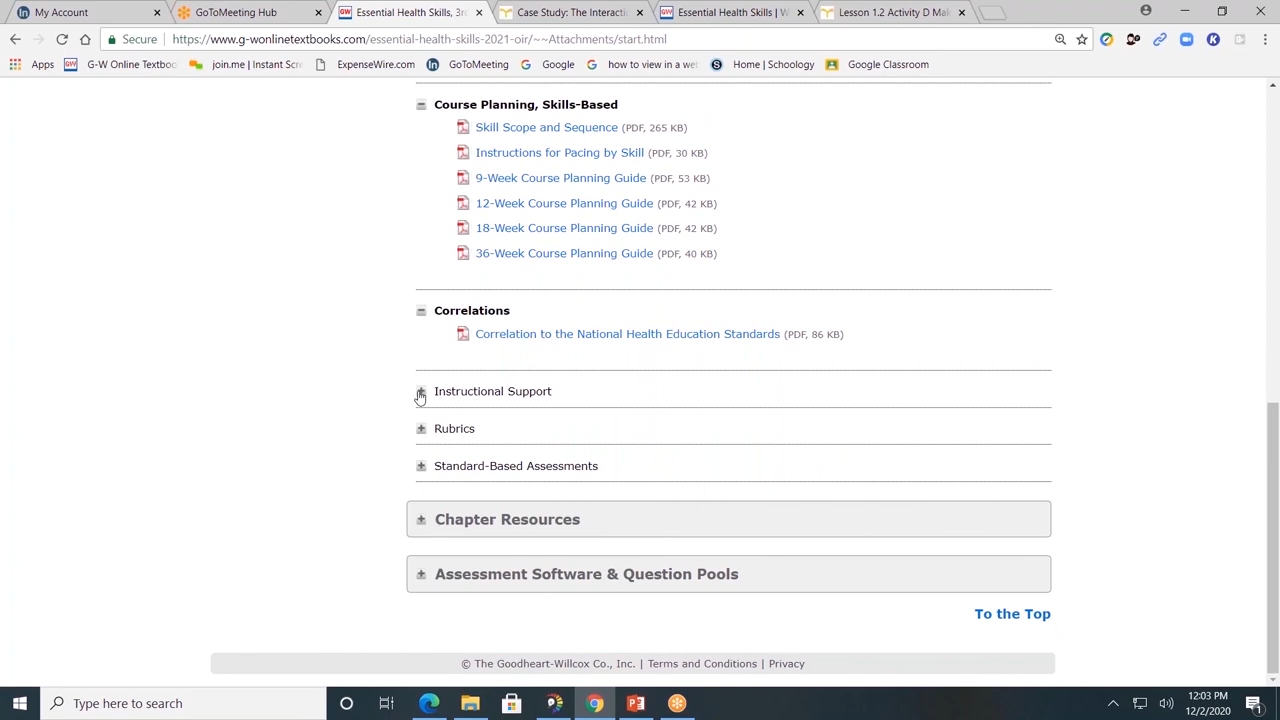 My Account
GoToMeeting Hub
Essential Health Skills, 3rd
Case Study: The Interactin
Essential Health Skills | W
Lesson 1.2 Activity D Mak
Secure
https://www.g-wonlinetextbooks.com/essential-health-skills-2021-oir/~~Attachments/start.html
Apps
G-W Online Textboo
join.me | Instant Scre
ExpenseWire.com
GoToMeeting
Google
how to view in a web
Home | Schoology
Google Classroom
Course Planning, Skills-Based
Skill Scope and Sequence (PDF, 265 KB)
Instructions for Pacing by Skill (PDF, 30 KB)
9-Week Course Planning Guide (PDF, 53 KB)
12-Week Course Planning Guide (PDF, 42 KB)
18-Week Course Planning Guide (PDF, 42 KB)
36-Week Course Planning Guide (PDF, 40 KB)
Correlations
Correlation to the National Health Education Standards (PDF, 86 KB)
Instructional Support
Rubrics
Standard-Based Assessments
Chapter Resources
Assessment Software & Question Pools
To the Top
© The Goodheart-Willcox Co., Inc. | Terms and Conditions | Privacy
Type here to search
12:03 PM
12/2/2020